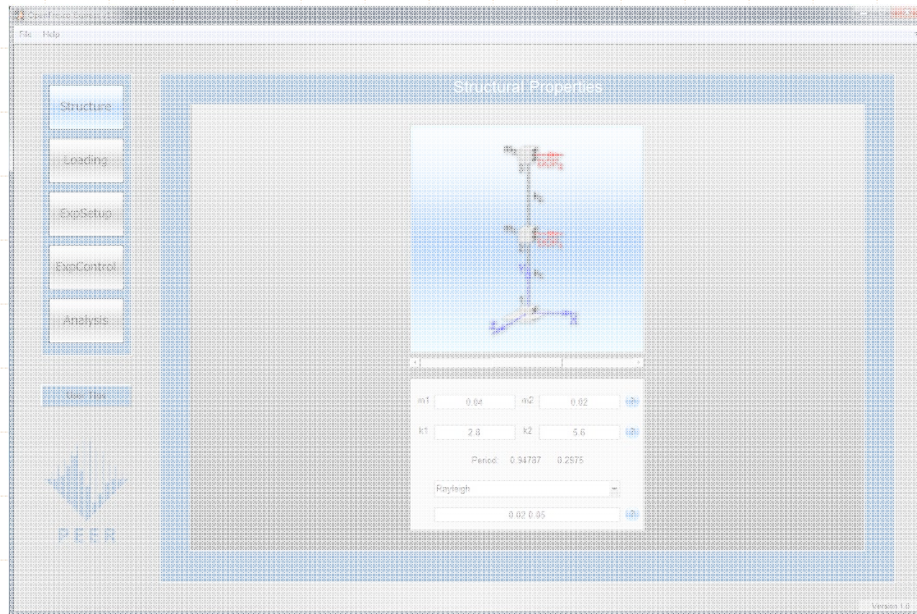 File Help
Structural Properties
Structure
Loading
ExpSetup
ExpControl
Analysis
PEER
m1 0.04 m2 0.02
k1 2.8 k2 5.6
Period: 0.94787 0.2975
Rayleigh
0.02 0.05
Version 1.0